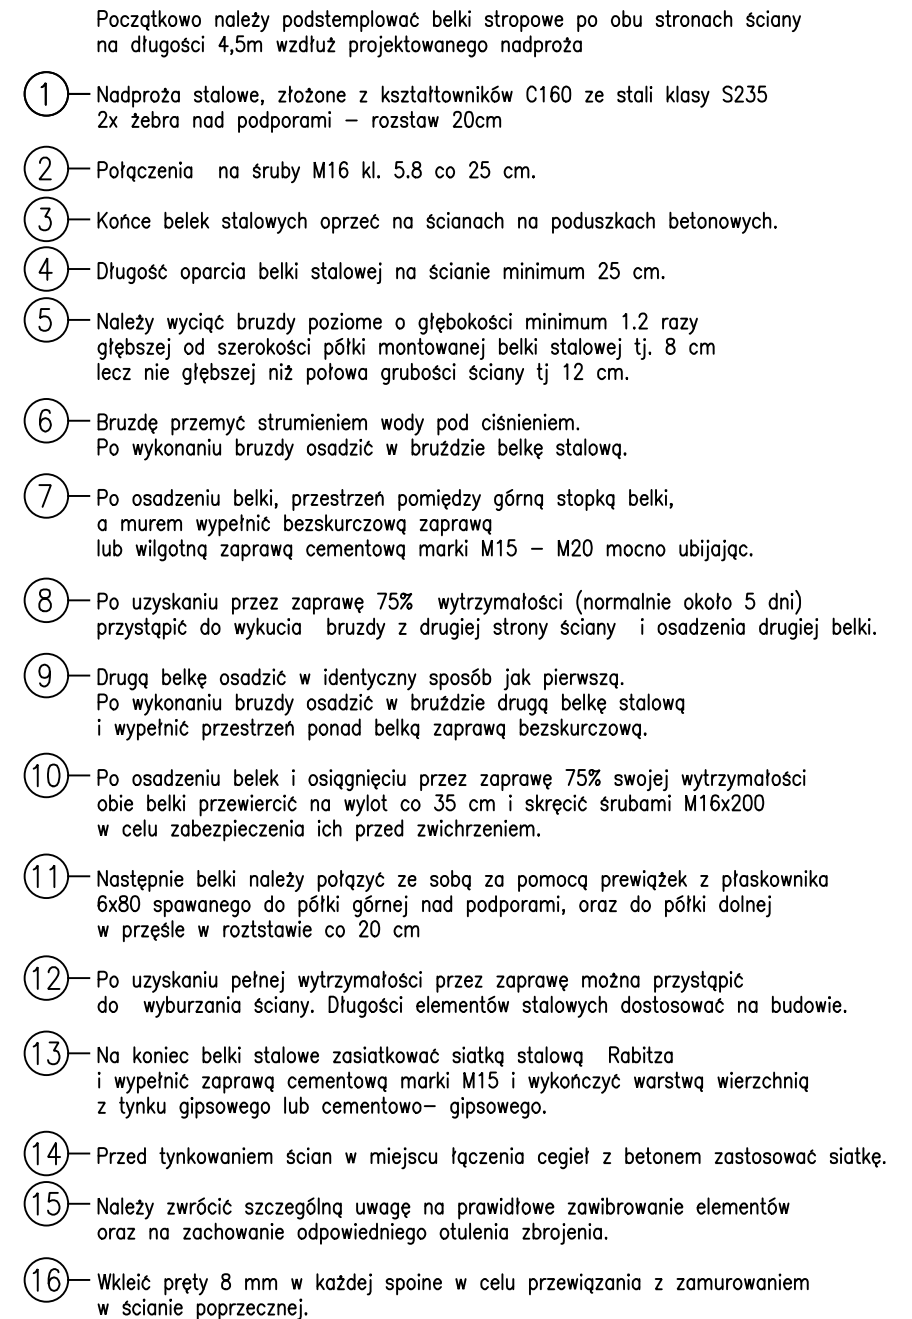 Początkowo należy podstemplować belki stropowe po obu stronach ściany
na długości 4,5m wzdłuż projektowanego nadproża
1 Nadproża stalowe, złożone z kształtowników C160 ze stali klasy S235
2x żebra nad podporami – rozstaw 20cm
2 Połączenia na śruby M16 kl. 5.8 co 25 cm.
3 Końce belek stalowych oprzeć na ścianach na poduszkach betonowych.
4 Długość oparcia belki stalowej na ścianie minimum 25 cm.
5 Należy wyciąć bruzdy poziome o głębokości minimum 1.2 razy
głębszej od szerokości półki montowanej belki stalowej tj. 8 cm
lecz nie głębszej niż połowa grubości ściany tj 12 cm.
6 Bruzdę przemyć strumieniem wody pod ciśnieniem.
Po wykonaniu bruzdy osadzić w bruździe belkę stalową.
7 Po osadzeniu belki, przestrzeń pomiędzy górną stopką belki,
a murem wypełnić bezskurczową zaprawą
lub wilgotną zaprawą cementową marki M15 – M20 mocno ubijając.
8 Po uzyskaniu przez zaprawę 75% wytrzymałości (normalnie około 5 dni)
przystąpić do wykucia bruzdy z drugiej strony ściany i osadzenia drugiej belki.
9 Drugą belkę osadzić w identyczny sposób jak pierwszą.
Po wykonaniu bruzdy osadzić w bruździe drugą belkę stalową
i wypełnić przestrzeń ponad belką zaprawą bezskurczową.
10 Po osadzeniu belek i osiągnięciu przez zaprawę 75% swojej wytrzymałości
obie belki przewiercić na wylot co 35 cm i skręcić śrubami M16x200
w celu zabezpieczenia ich przed zwichrzeniem.
11 Następnie belki należy połązyć ze sobą za pomocą prewiążek z płaskownika
6x80 spawanego do półki górnej nad podporami, oraz do półki dolnej
w przęśle w roztstawie co 20 cm
12 Po uzyskaniu pełnej wytrzymałości przez zaprawę można przystąpić
do wyburzania ściany. Długości elementów stalowych dostosować na budowie.
13 Na koniec belki stalowe zasiatkować siatką stalową Rabitza
i wypełnić zaprawą cementową marki M15 i wykończyć warstwą wierzchnią
z tynku gipsowego lub cementowo– gipsowego.
14 Przed tynkowaniem ścian w miejscu łączenia cegieł z betonem zastosować siatkę.
15 Należy zwrócić szczególną uwagę na prawidłowe zawibrowanie elementów
oraz na zachowanie odpowiedniego otulenia zbrojenia.
16 Wkleić pręty 8 mm w każdej spoine w celu przewiązania z zamurowaniem
w ścianie poprzecznej.